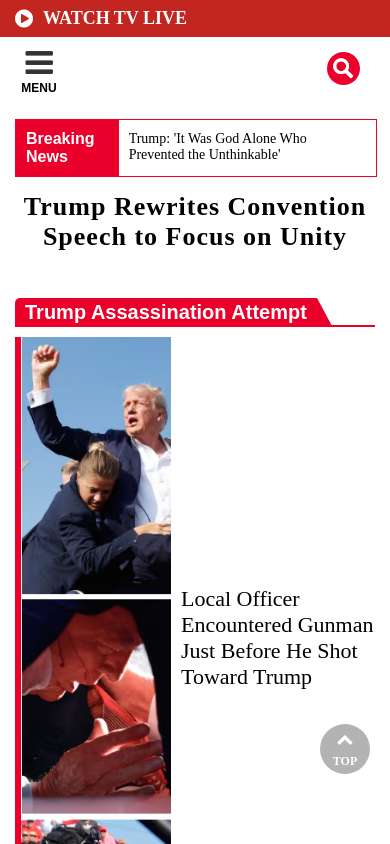 WATCH TV LIVE
MENU
Breaking
News
Trump: 'It Was God Alone Who
Prevented the Unthinkable'
Trump Rewrites Convention
Speech to Focus on Unity
Trump Assassination Attempt
Local Officer
Encountered Gunman
Just Before He Shot
Toward Trump
TOP